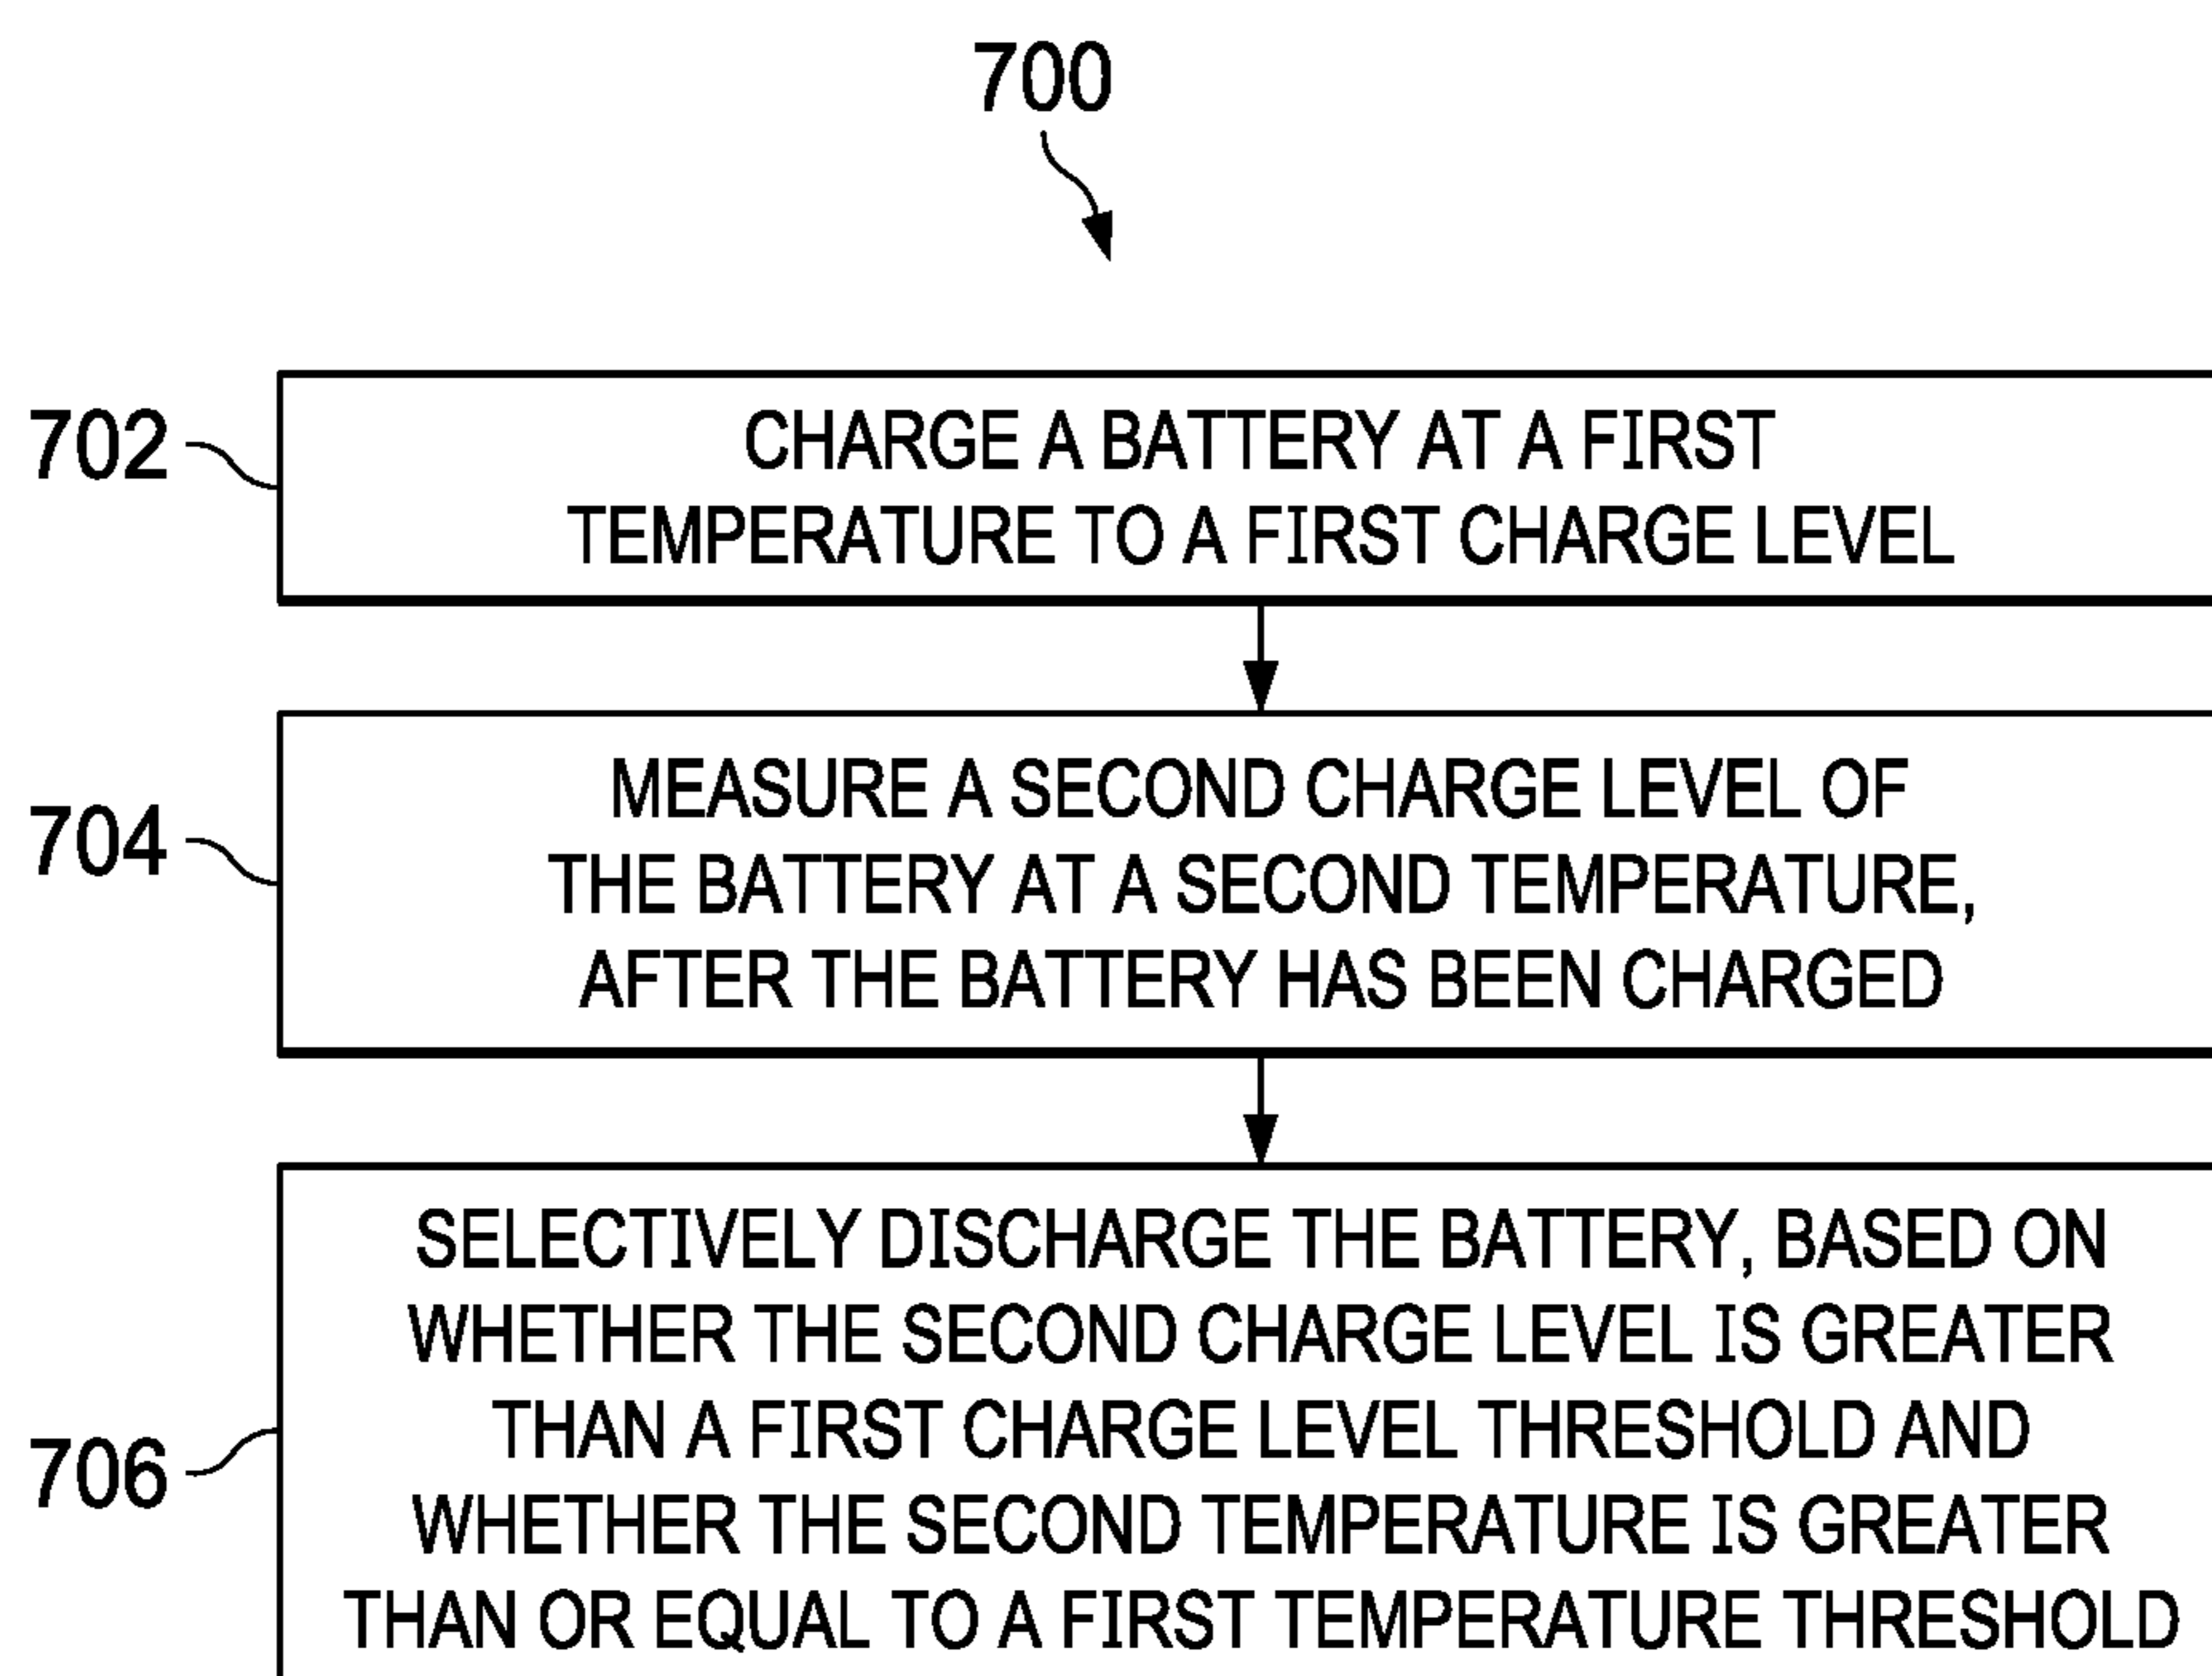 700
702
CHARGE A BATTERY AT A FIRST
TEMPERATURE TO A FIRST CHARGE LEVEL
704
MEASURE A SECOND CHARGE LEVEL OF
THE BATTERY AT A SECOND TEMPERATURE,
AFTER THE BATTERY HAS BEEN CHARGED
706
SELECTIVELY DISCHARGE THE BATTERY, BASED ON
WHETHER THE SECOND CHARGE LEVEL IS GREATER
THAN A FIRST CHARGE LEVEL THRESHOLD AND
WHETHER THE SECOND TEMPERATURE IS GREATER
THAN OR EQUAL TO A FIRST TEMPERATURE THRESHOLD